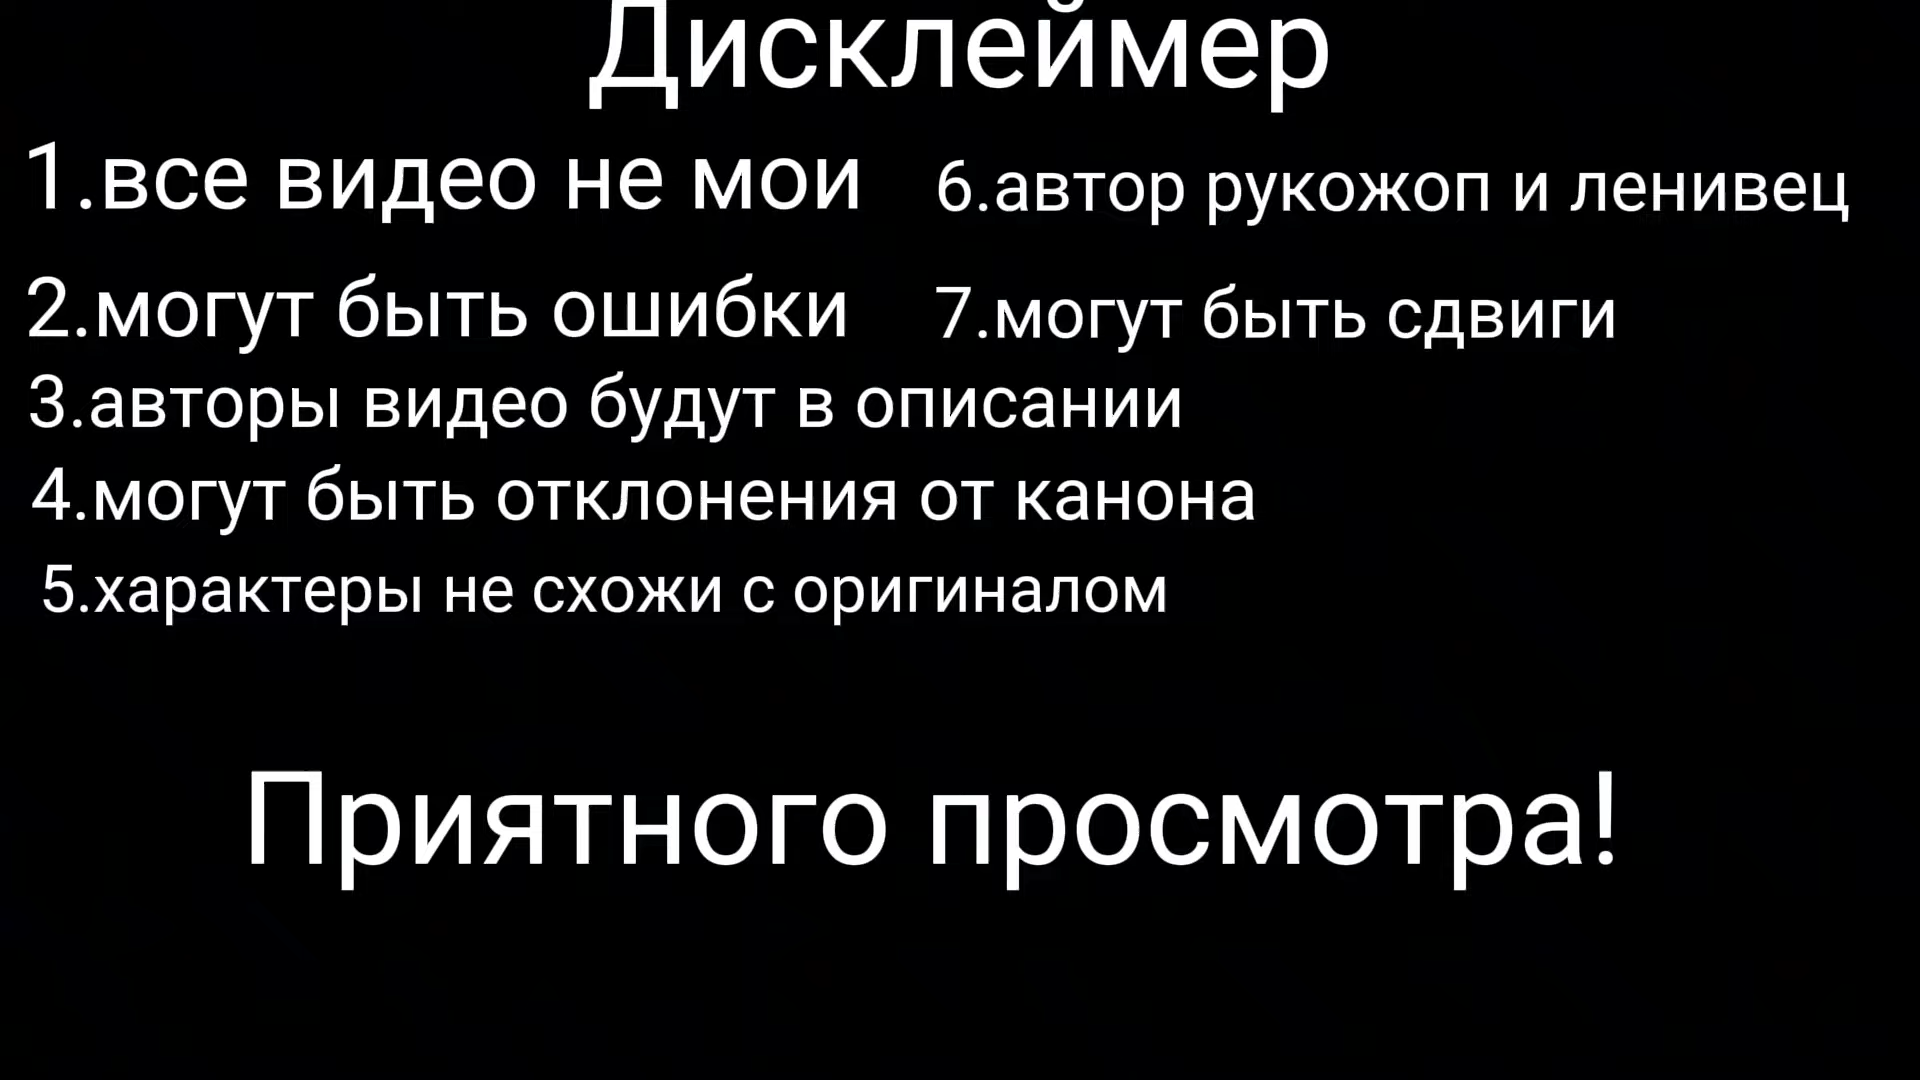 Дисклеймер
1.все видео не мои
2.могут быть ошибки
3.авторы видео будут в описании
4.могут быть отклонения от канона
5.характеры не схожи с оригиналом
6.автор рукожоп и ленивец
7.могут быть сдвиги
Приятного просмотра!